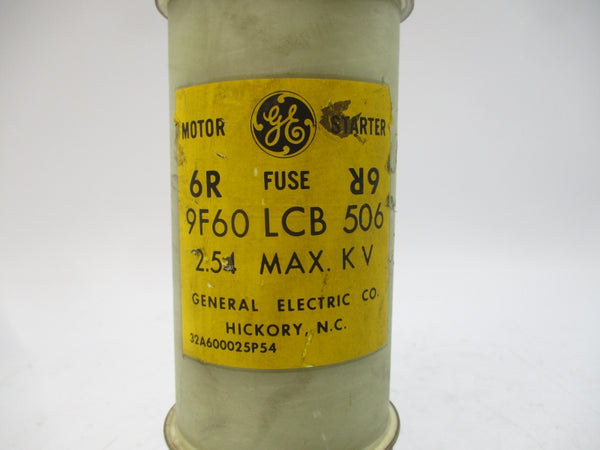 MOTOR GE STARTER
6R FUSE 6R
9F60 LCB 506
2.54 MAX. KV
GENERAL ELECTRIC CO.
HICKORY, N.C.
32A600025P54